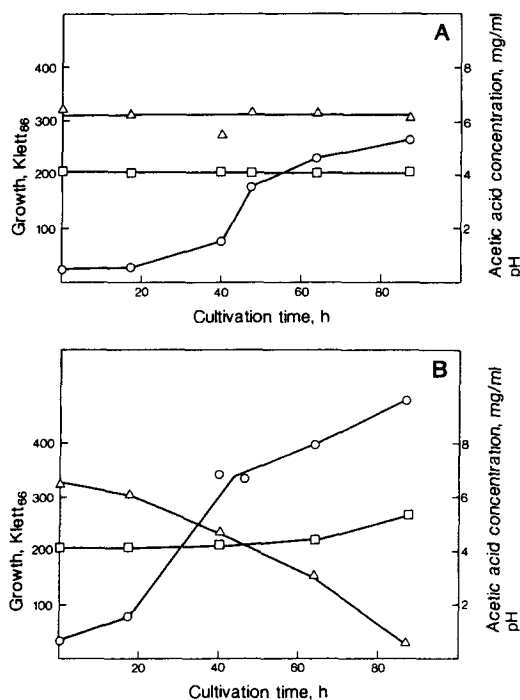 A
400
300
200
100
Growth, Klett66
8
6
4
2
Acetic acid concentration, mg/ml
pH
20
40
60
80
Cultivation time, h
B
400
300
200
100
Growth, Klett66
8
6
4
2
Acetic acid concentration, mg/ml
pH
20
40
60
80
Cultivation time, h